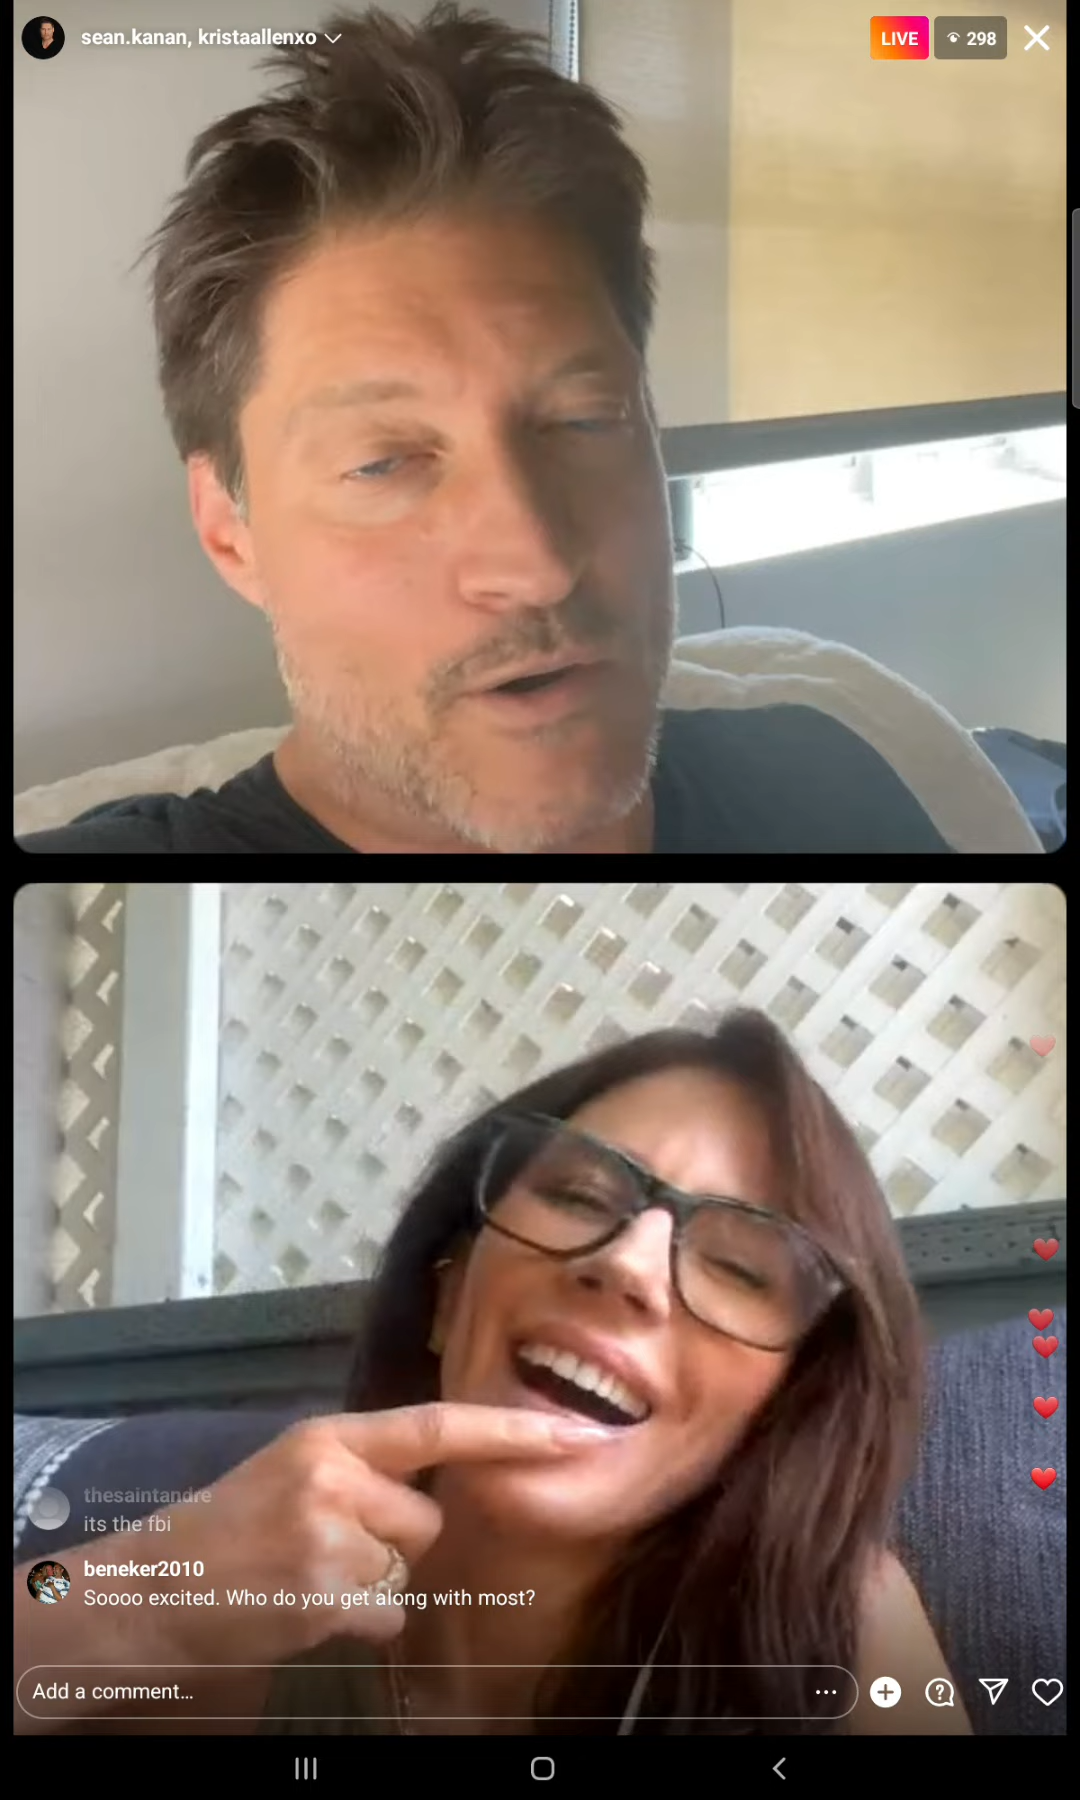 sean.kanan, kristaallenxo
LIVE
298
thesaintandre
its the fbi
beneker2010
Soooo excited. Who do you get along with most?
Add a comment...